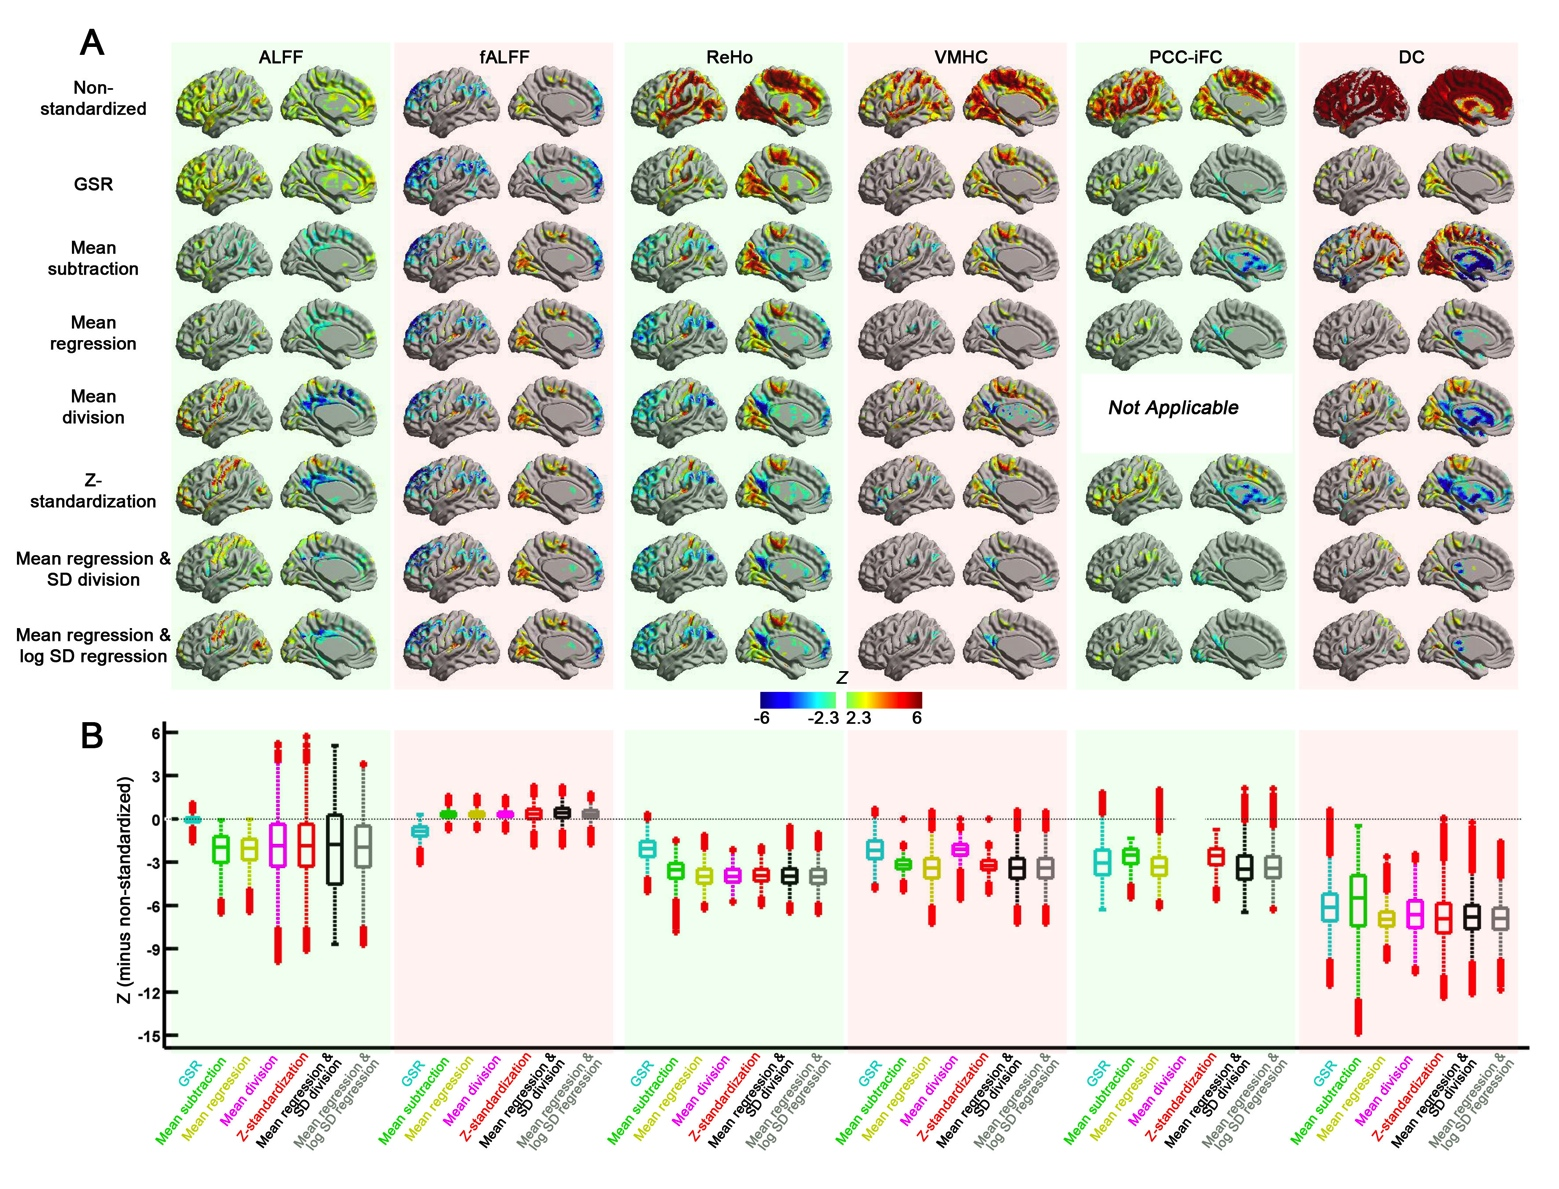 A
ALFF
fALFF
ReHo
VMHC
PCC-iFC
DC
Non-
standardized
GSR
Mean
subtraction
Mean
regression
Mean
division
Not Applicable
Z-
standardization
Mean regression &
SD division
Mean regression &
log SD regression
Z
-6
-2.3
2.3
6
B
Z (minus non-standardized)
6
3
0
-3
-6
-9
-12
-15
GSR
Mean subtraction
Mean regression
Mean division
Z-standardization
Mean regression &
SD division
Mean regression &
log SD regression
GSR
Mean subtraction
Mean regression
Mean division
Z-standardization
Mean regression &
SD division
Mean regression &
log SD regression
GSR
Mean subtraction
Mean regression
Mean division
Z-standardization
Mean regression &
SD division
Mean regression &
log SD regression
GSR
Mean subtraction
Mean regression
Mean division
Z-standardization
Mean regression &
SD division
Mean regression &
log SD regression
GSR
Mean subtraction
Mean regression
Mean division
Z-standardization
Mean regression &
SD division
Mean regression &
log SD regression
GSR
Mean subtraction
Mean regression
Mean division
Z-standardization
Mean regression &
SD division
Mean regression &
log SD regression